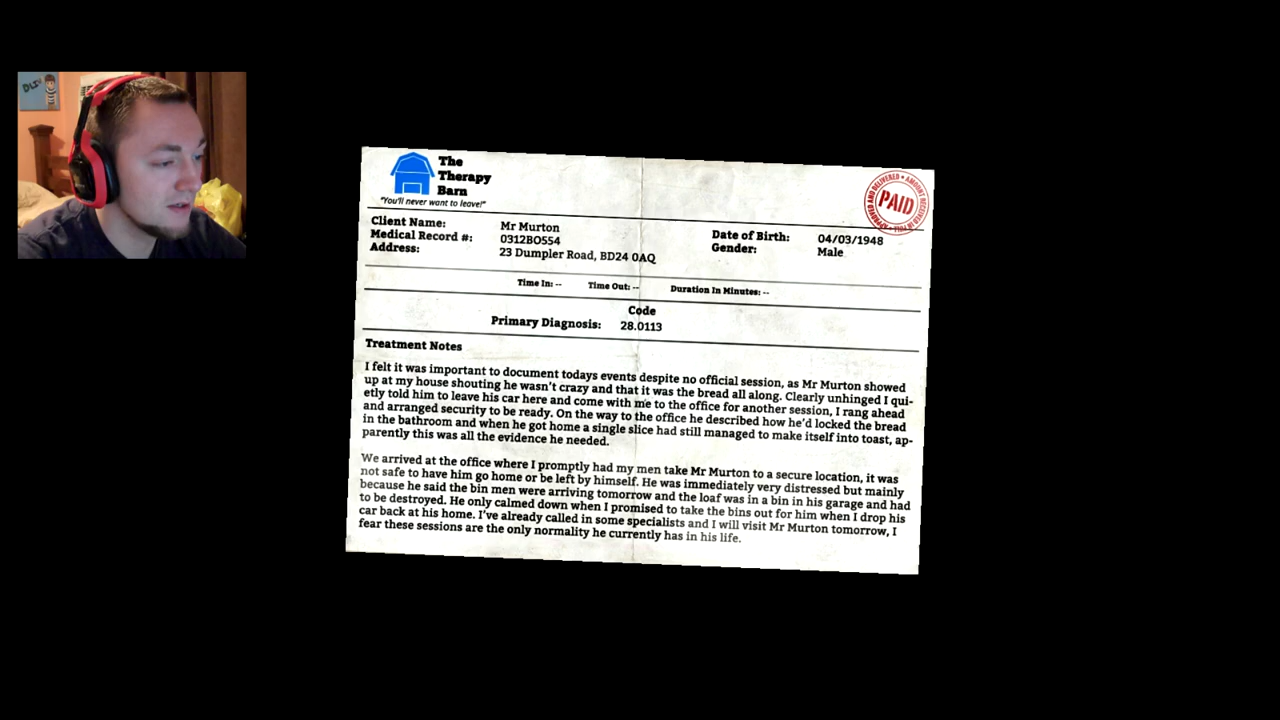 DLIV
The
Therapy
Barn
"You'll never want to leave!"
APPROVED AND DELIVERED • AMOUNT RECEIVED IN FULL
PAID
Client Name: Mr Murton Date of Birth: 04/03/1948
Medical Record #: 0312BO554 Gender: Male
Address: 23 Dumpler Road, BD24 0AQ
Time In: -- Time Out: -- Duration In Minutes: --
Code
Primary Diagnosis: 28.0113
Treatment Notes
I felt it was important to document todays events despite no official session, as Mr Murton showed
up at my house shouting he wasn't crazy and that it was the bread all along. Clearly unhinged I qui-
etly told him to leave his car here and come with me to the office for another session, I rang ahead
and arranged security to be ready. On the way to the office he described how he'd locked the bread
in the bathroom and when he got home a single slice had still managed to make itself into toast, ap-
parently this was all the evidence he needed.
We arrived at the office where I promptly had my men take Mr Murton to a secure location, it was
not safe to have him go home or be left by himself. He was immediately very distressed but mainly
because he said the bin men were arriving tomorrow and the loaf was in a bin in his garage and had
to be destroyed. He only calmed down when I promised to take the bins out for him when I drop his
car back at his home. I've already called in some specialists and I will visit Mr Murton tomorrow, I
fear these sessions are the only normality he currently has in his life.